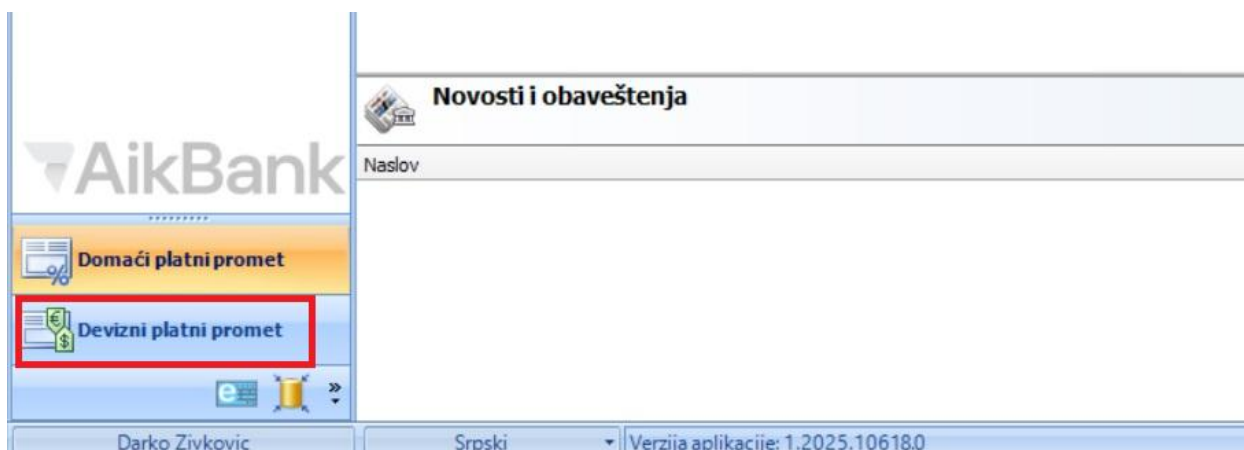 Novosti i obaveštenja
AikBank
Naslov
Domaći platni promet
Devizni platni promet
Darko Zivkovic
Srpski
Verzija aplikacije: 1.2025.10618.0